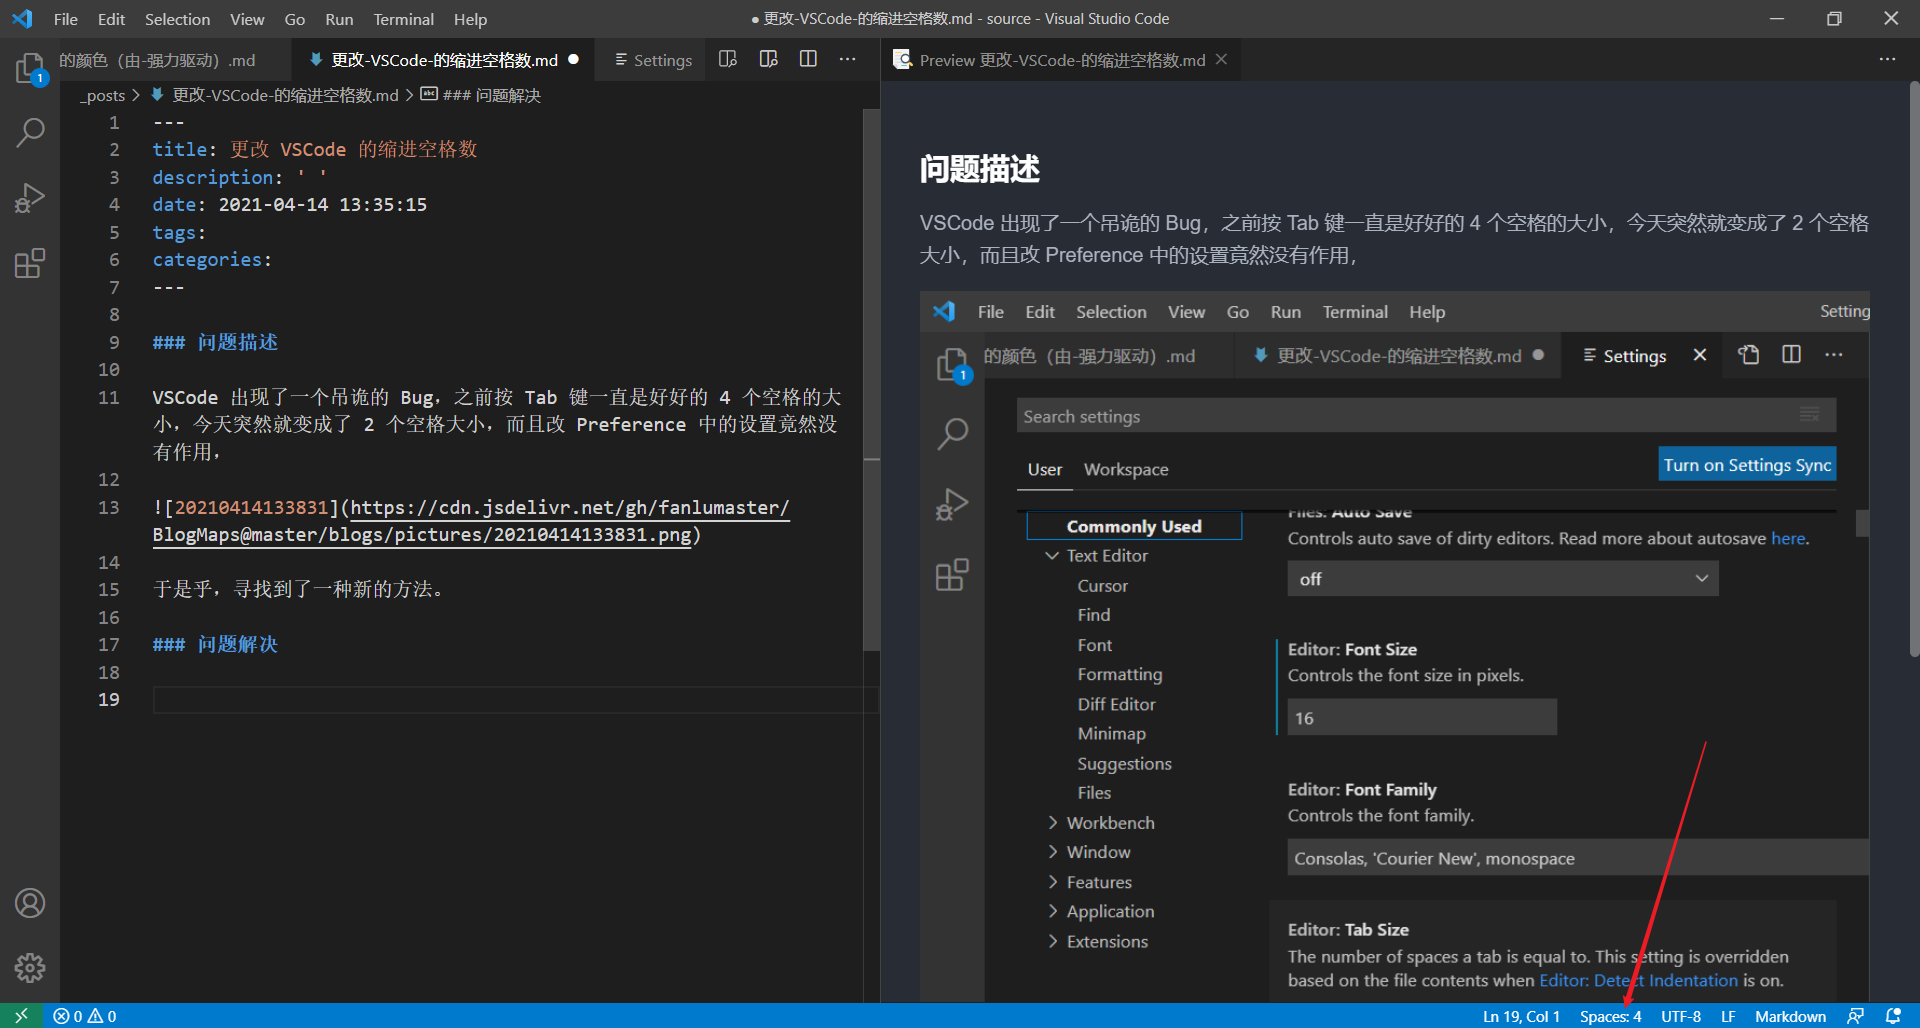 File Edit Selection View Go Run Terminal Help
● 更改-VSCode-的缩进空格数.md - source - Visual Studio Code
的颜色（由-强力驱动）.md
更改-VSCode-的缩进空格数.md ●
Settings
Preview 更改-VSCode-的缩进空格数.md
1
_posts > 更改-VSCode-的缩进空格数.md > ### 问题解决
1 ---
2 title: 更改 VSCode 的缩进空格数
3 description: ' '
4 date: 2021-04-14 13:35:15
5 tags:
6 categories:
7 ---
8
9 ### 问题描述
10
11 VSCode 出现了一个吊诡的 Bug，之前按 Tab 键一直是好好的 4 个空格的大
小，今天突然就变成了 2 个空格大小，而且改 Preference 中的设置竟然没
有作用，
12
13 ![20210414133831](https://cdn.jsdelivr.net/gh/fanlumaster/
BlogMaps@master/blogs/pictures/20210414133831.png)
14
15 于是乎，寻找到了一种新的方法。
16
17 ### 问题解决
18
19
问题描述
VSCode 出现了一个吊诡的 Bug，之前按 Tab 键一直是好好的 4 个空格的大小，今天突然就变成了 2 个空格
大小，而且改 Preference 中的设置竟然没有作用，
File Edit Selection View Go Run Terminal Help
Setting
的颜色（由-强力驱动）.md
更改-VSCode-的缩进空格数.md ●
Settings
1
Search settings
User Workspace
Turn on Settings Sync
Commonly Used
Text Editor
Cursor
Find
Font
Formatting
Diff Editor
Minimap
Suggestions
Files
Workbench
Window
Features
Application
Extensions
Files: Auto Save
Controls auto save of dirty editors. Read more about autosave here.
off
Editor: Font Size
Controls the font size in pixels.
16
Editor: Font Family
Controls the font family.
Consolas, 'Courier New', monospace
Editor: Tab Size
The number of spaces a tab is equal to. This setting is overridden
based on the file contents when Editor: Detect Indentation is on.
0 0
Ln 19, Col 1 Spaces: 4 UTF-8 LF Markdown